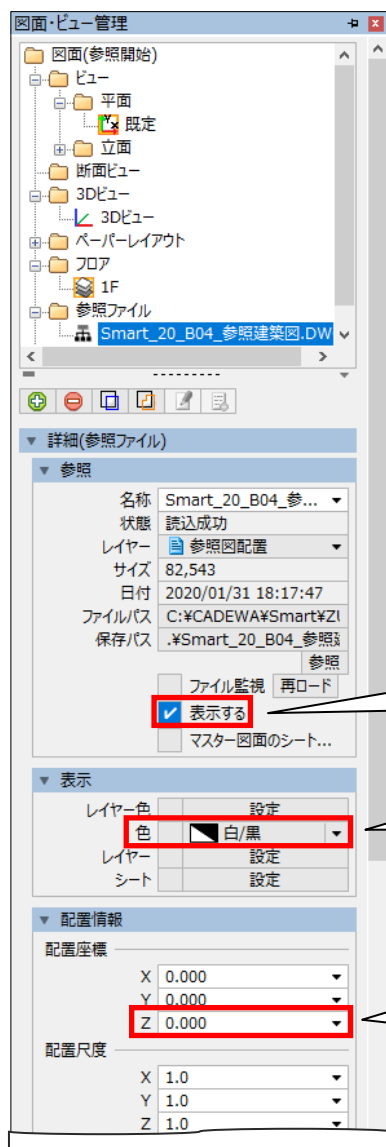 図面・ビュー管理
図面(参照開始)
ビュー
平面
既定
立面
断面ビュー
3Dビュー
3Dビュー
ペーパーレイアウト
フロア
1F
参照ファイル
Smart_20_B04_参照建築図.DW
詳細(参照ファイル)
参照
名称 Smart_20_B04_参...
状態 読込成功
レイヤー 参照図配置
サイズ 82,543
日付 2020/01/31 18:17:47
ファイルパス C:¥CADEWA¥Smart¥
保存パス .¥Smart_20_B04_参照
参照
ファイル監視 再ロード
表示する
マスター図面のシート...
表示
レイヤー色 設定
色 白/黒
レイヤー 設定
シート 設定
配置情報
配置座標
X 0.000
Y 0.000
Z 0.000
配置尺度
X 1.0
Y 1.0
Z 1.0